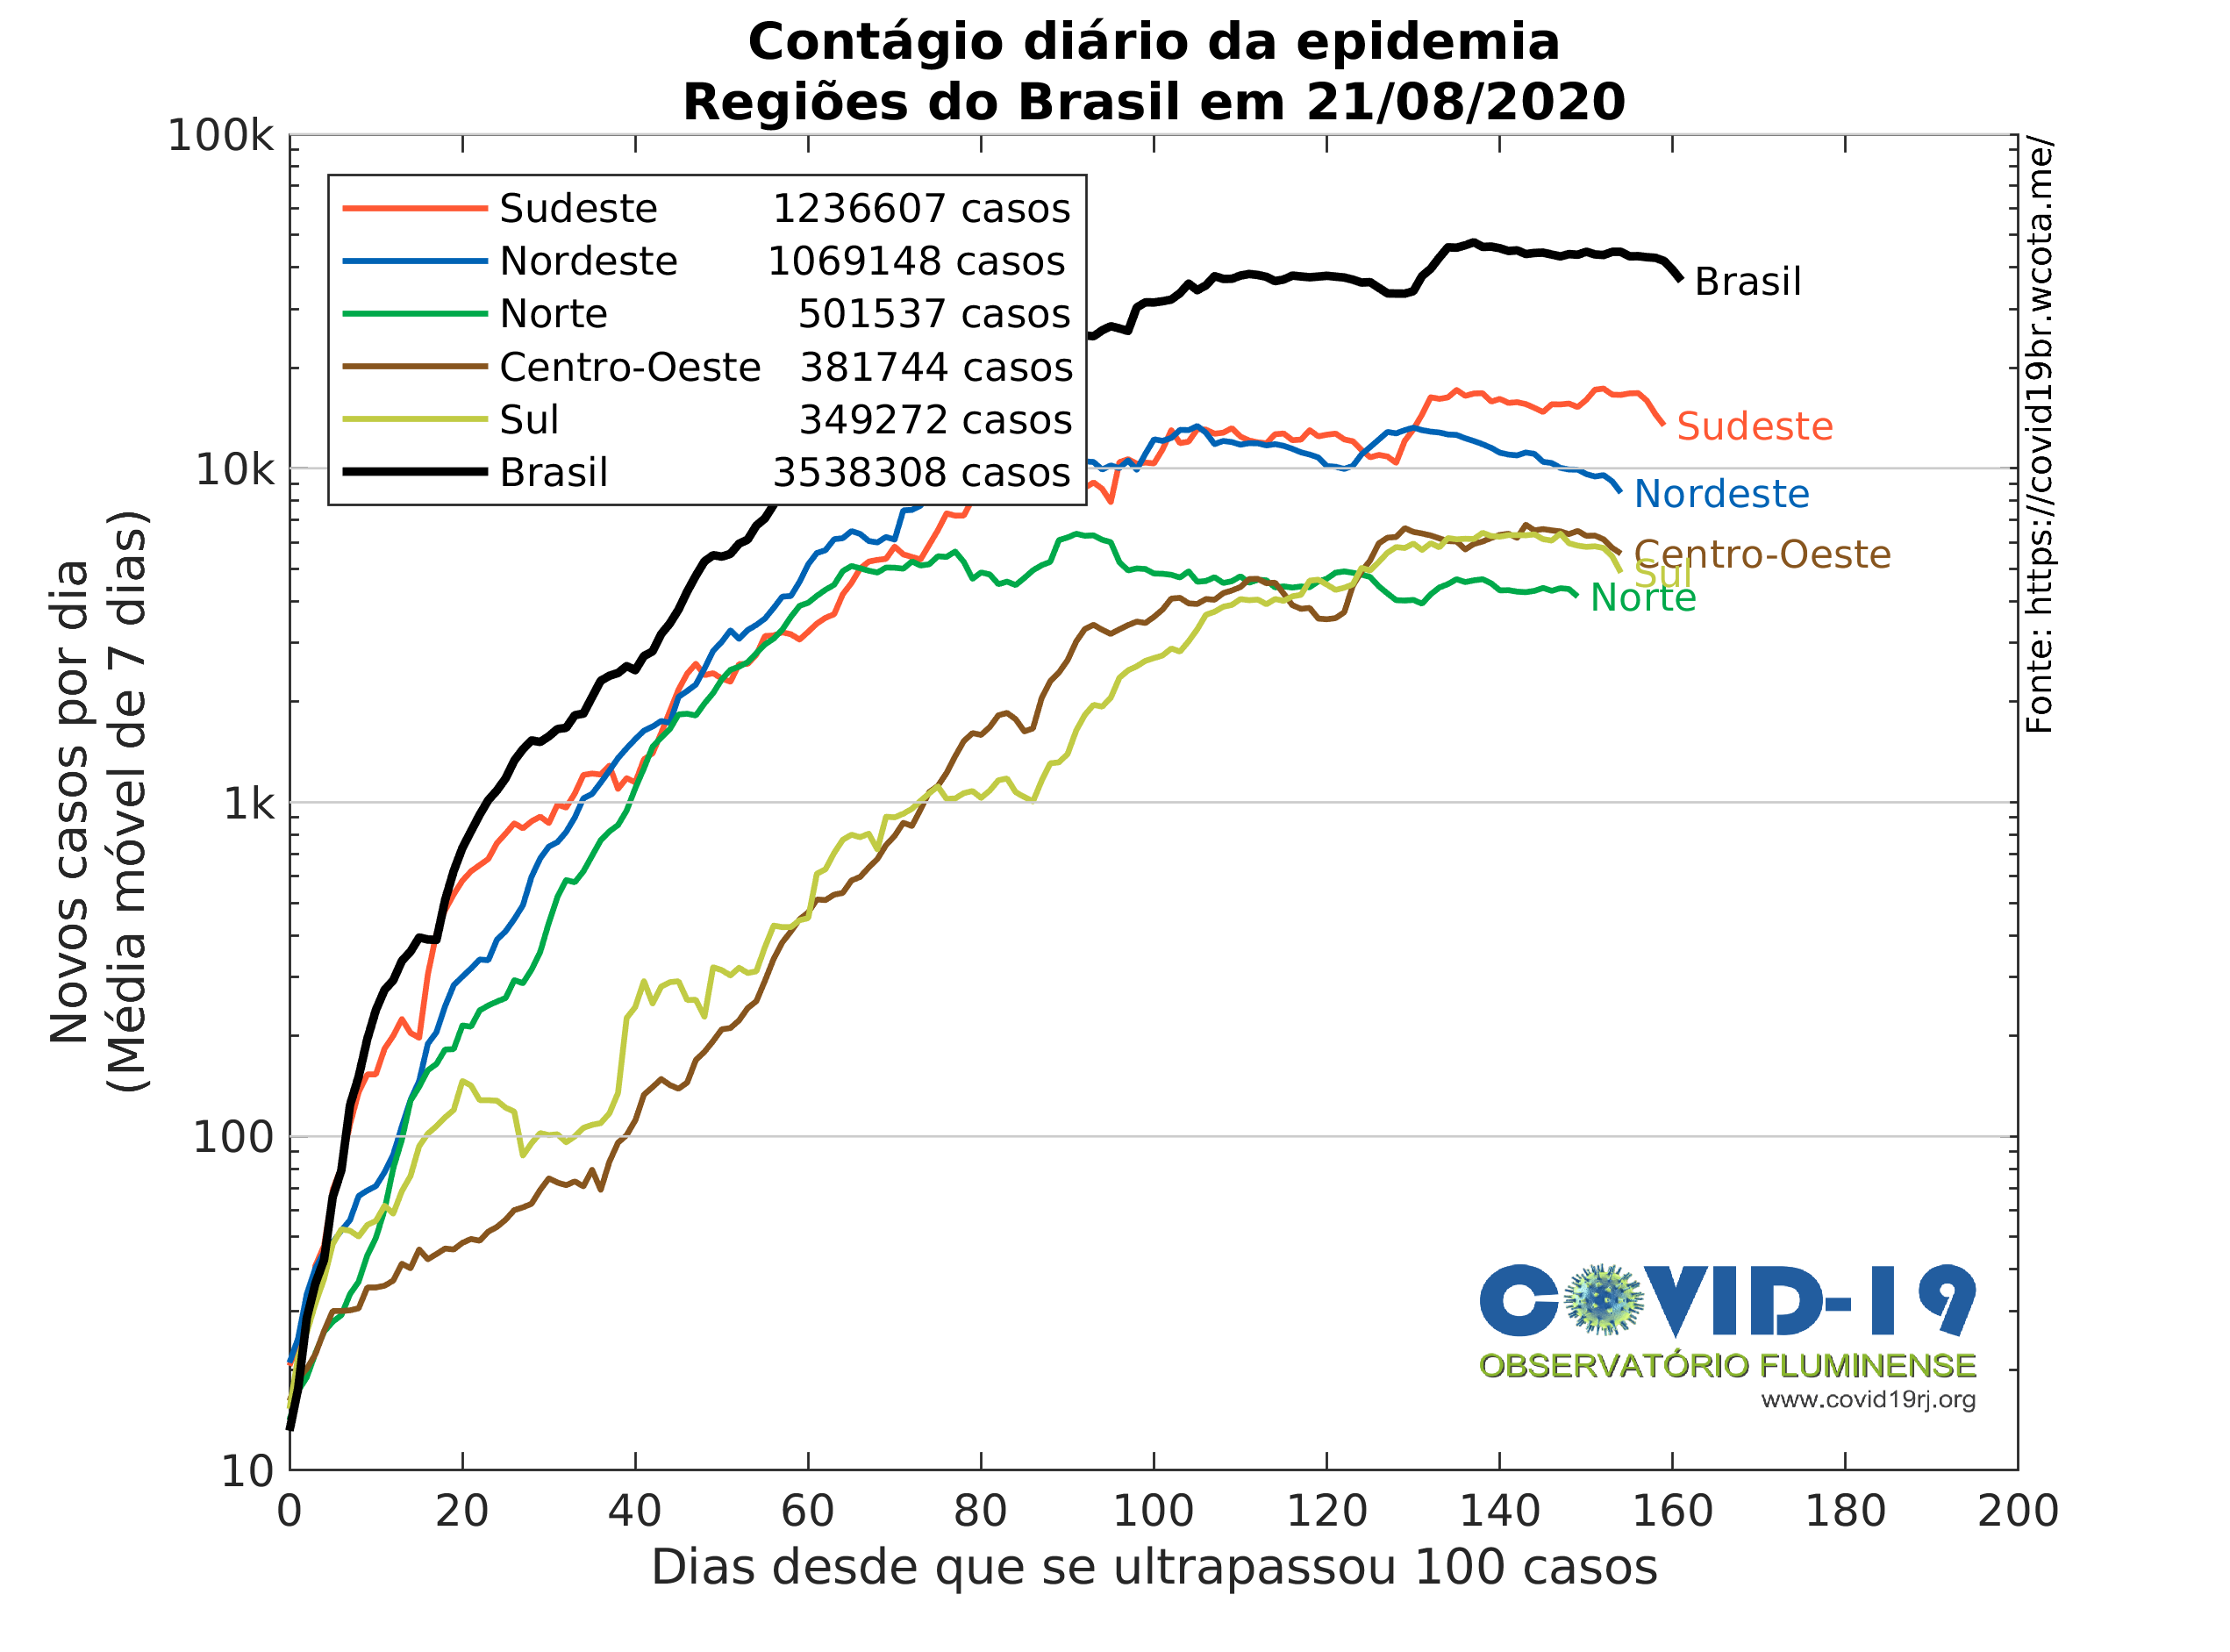 Contágio diário da epidemia
Regiões do Brasil em 21/08/2020
100k
10k
1k
100
10
Novos casos por dia
(Média móvel de 7 dias)
Sudeste 1236607 casos
Nordeste 1069148 casos
Norte 501537 casos
Centro-Oeste 381744 casos
Sul 349272 casos
Brasil 3538308 casos
Brasil
Sudeste
Nordeste
Centro-Oeste
Sul
Norte
Fonte: https://covid19br.wcota.me/
COVID-19
OBSERVATÓRIO FLUMINENSE
www.covid19rj.org
0 20 40 60 80 100 120 140 160 180 200
Dias desde que se ultrapassou 100 casos